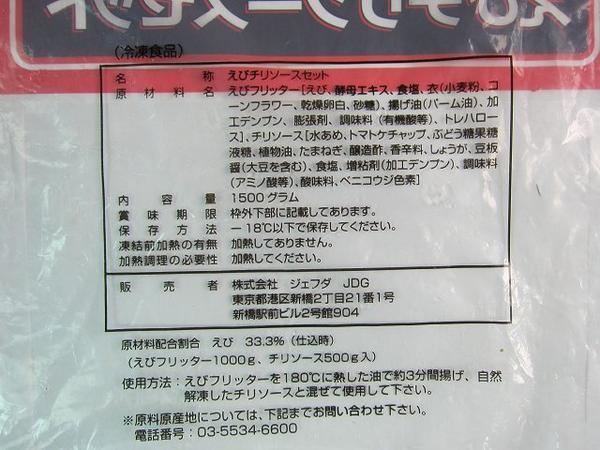 えびチリソースセット
(冷凍食品)
名称 えびチリソースセット
原材料名 えびフリッター[えび、酵母エキス、食塩、衣(小麦粉、コ
ーンフラワー、乾燥卵白、砂糖)、揚げ油(パーム油)、加
工デンプン、膨張剤、調味料(有機酸等)、トレハロー
ス]、チリソース[水あめ、トマトケチャップ、ぶどう糖果糖
液糖、植物油、たまねぎ、醸造酢、香辛料、しょうが、豆板
醤(大豆を含む)、食塩、増粘剤(加工デンプン)、調味料
(アミノ酸等)、酸味料、ベニコウジ色素]
内容量 1500グラム
賞味期限 枠外下部に記載してあります。
保存方法 −18℃以下で保存してください。
凍結前加熱の有無 加熱してありません。
加熱調理の必要性 加熱してください。
販売者 株式会社 ジェフダ JDG
東京都港区新橋2丁目21番1号
新橋駅前ビル2号館904
原材料配合割合 えび 33.3% (仕込時)
(えびフリッター1000g、チリソース500g入)
使用方法:えびフリッターを180℃に熱した油で約3分間揚げ、自然
解凍したチリソースと混ぜて使用して下さい。
※原料原産地については、下記までお問い合わせ下さい。
電話番号:03-5534-6600